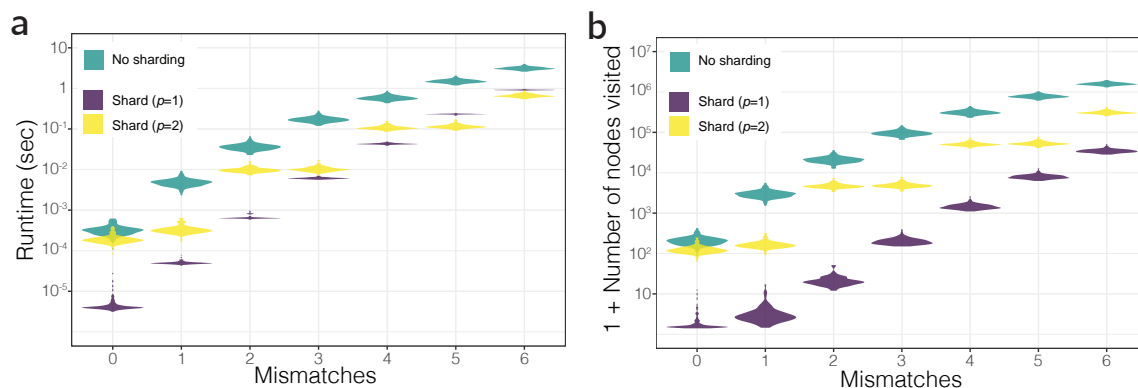 a
Runtime (sec)
10
1
10⁻¹
10⁻²
10⁻³
10⁻⁴
10⁻⁵
No sharding
Shard (p=1)
Shard (p=2)
0 1 2 3 4 5 6
Mismatches
b
1 + Number of nodes visited
10⁷
10⁶
10⁵
10⁴
10³
10²
10
No sharding
Shard (p=1)
Shard (p=2)
0 1 2 3 4 5 6
Mismatches